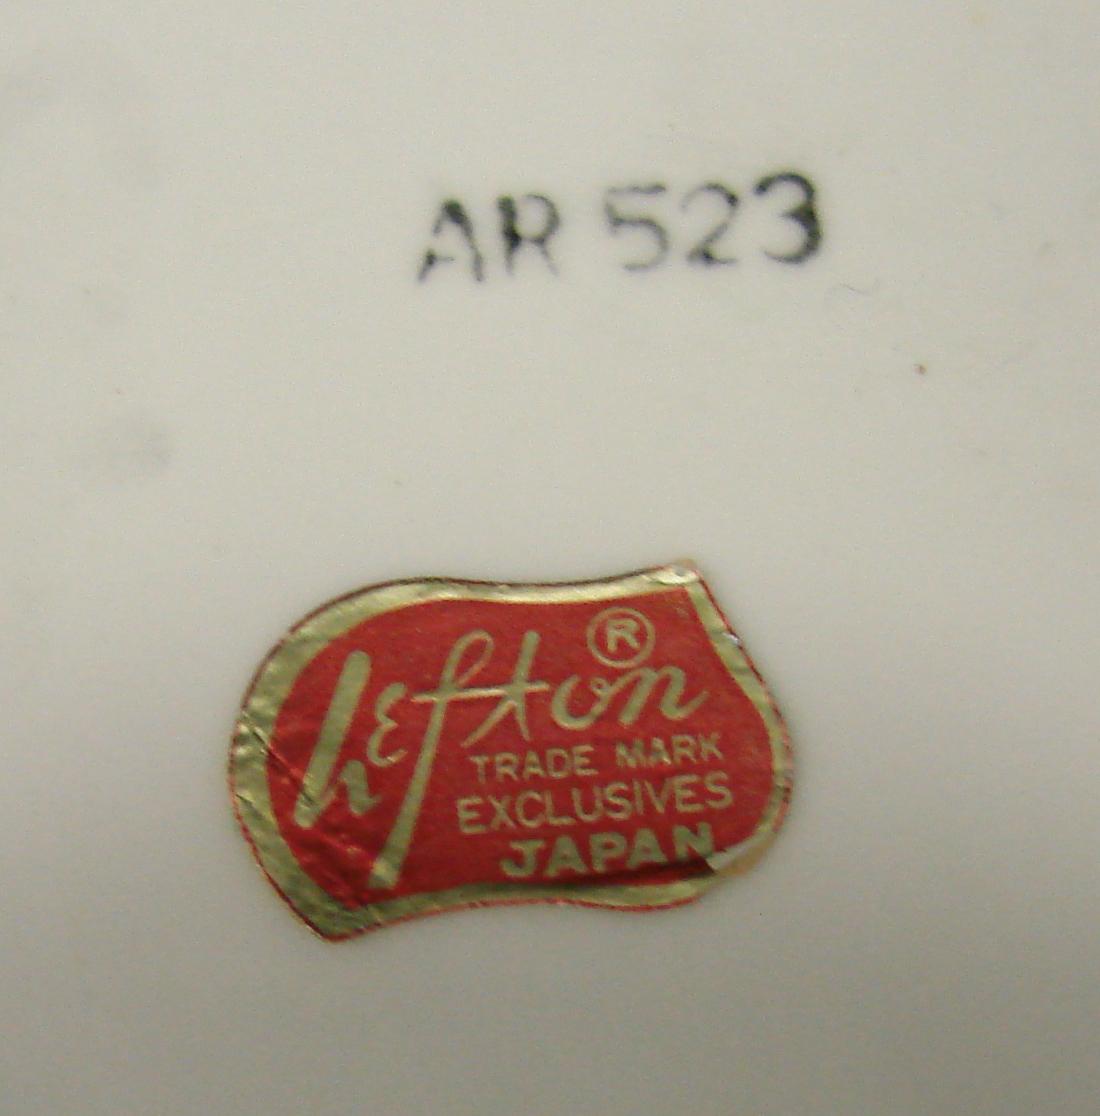 AR 523
Lefton ®
TRADE MARK
EXCLUSIVES
JAPAN